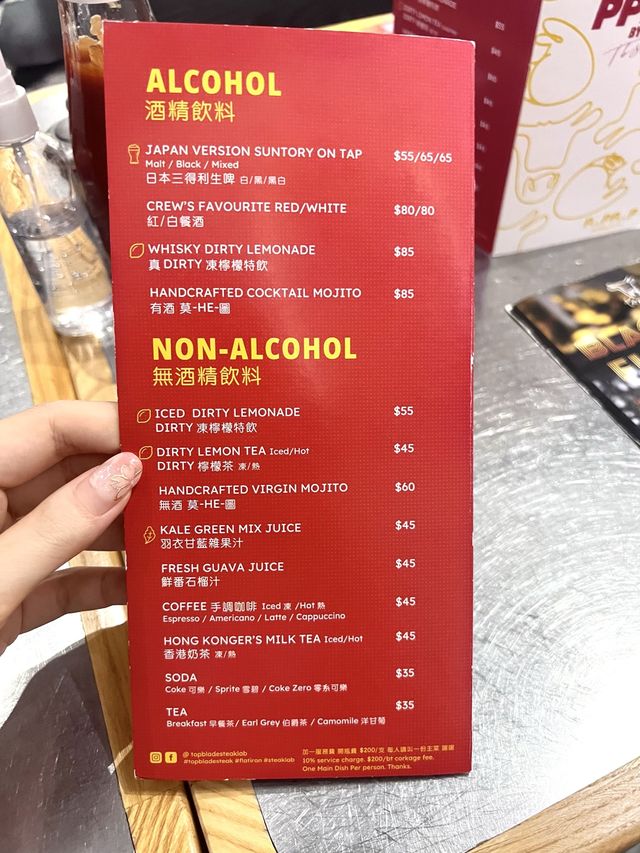 ALCOHOL
酒精飲料
JAPAN VERSION SUNTORY ON TAP $55/65/65
Malt / Black / Mixed
日本三得利生啤 白/黑/黑白
CREW'S FAVOURITE RED/WHITE $80/80
紅/白餐酒
WHISKY DIRTY LEMONADE $85
真 DIRTY 凍檸檬特飲
HANDCRAFTED COCKTAIL MOJITO $85
有酒 莫-HE-圖
NON-ALCOHOL
無酒精飲料
ICED DIRTY LEMONADE $55
DIRTY 凍檸檬特飲
DIRTY LEMON TEA Iced/Hot $45
DIRTY 檸檬茶 凍/熱
HANDCRAFTED VIRGIN MOJITO $60
無酒 莫-HE-圖
KALE GREEN MIX JUICE $45
羽衣甘藍雜果汁
FRESH GUAVA JUICE $45
鮮番石榴汁
COFFEE 手調咖啡 Iced 凍 /Hot 熱 $45
Espresso / Americano / Latte / Cappuccino
HONG KONGER'S MILK TEA Iced/Hot $45
香港奶茶 凍/熱
SODA $35
Coke 可樂 / Sprite 雪碧 / Coke Zero 零系可樂
TEA $35
Breakfast 早餐茶/ Earl Grey 伯爵茶 / Camomile 洋甘菊
@ topbladesteaklab
#topbladesteak #flatiron #steaklab
加一服務費 開瓶費 $200/支 每人請叫一份主菜 謝謝
10% service charge. $200/bt corkage fee.
One Main Dish Per person. Thanks.